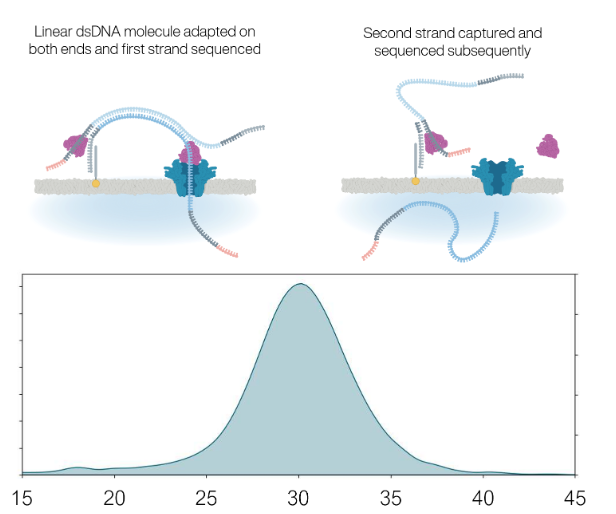 Linear dsDNA molecule adapted on
both ends and first strand sequenced
Second strand captured and
sequenced subsequently
15 20 25 30 35 40 45